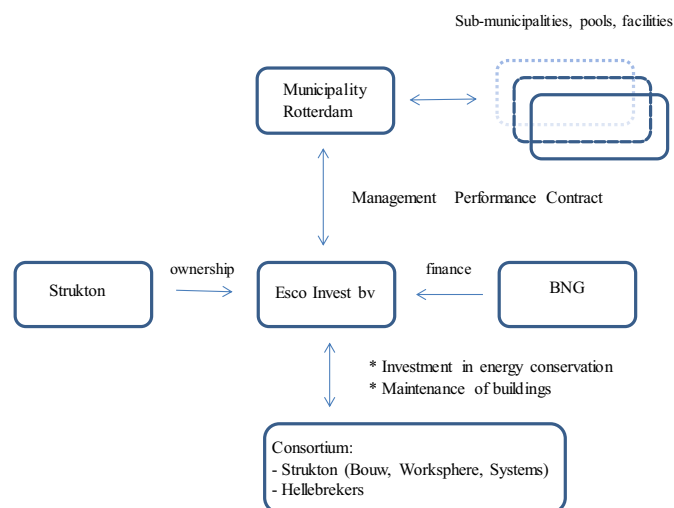 Sub-municipalities, pools, facilities
Municipality
Rotterdam
Management Performance Contract
Strukton
ownership
Esco Invest bv
finance
BNG
* Investment in energy conservation
* Maintenance of buildings
Consortium:
- Strukton (Bouw, Worksphere, Systems)
- Hellebrekers